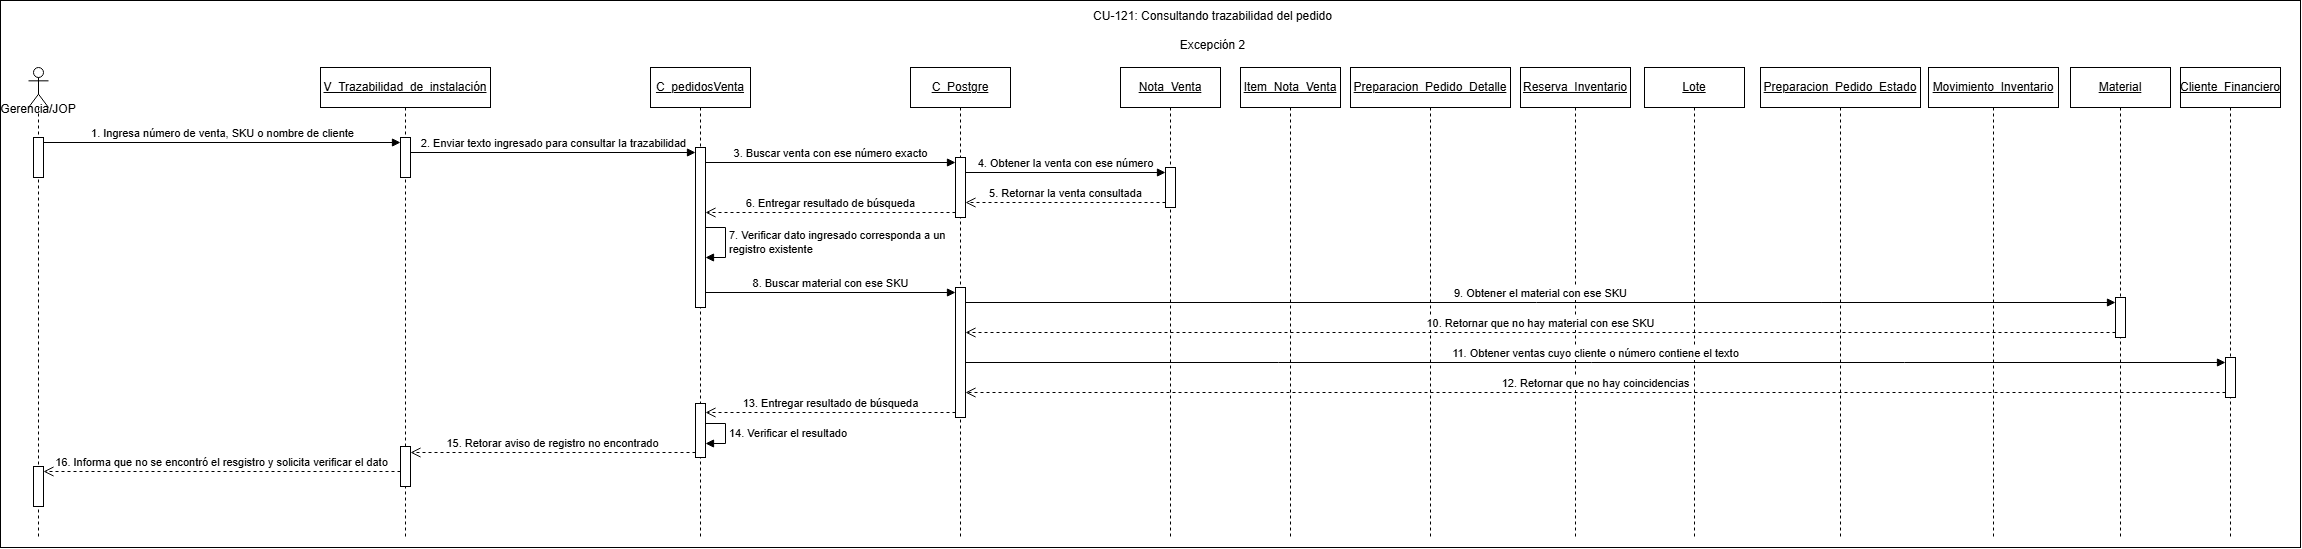 CU-121: Consultando trazabilidad del pedido
Excepción 2
Gerencia/JOP
V_Trazabilidad_de_instalación
C_pedidosVenta
C_Postgre
Nota_Venta
Item_Nota_Venta
Preparacion_Pedido_Detalle
Reserva_Inventario
Lote
Preparacion_Pedido_Estado
Movimiento_Inventario
Material
Cliente_Financiero
1. Ingresa número de venta, SKU o nombre de cliente
2. Enviar texto ingresado para consultar la trazabilidad
3. Buscar venta con ese número exacto
4. Obtener la venta con ese número
5. Retornar la venta consultada
6. Entregar resultado de búsqueda
7. Verificar dato ingresado corresponda a un
registro existente
8. Buscar material con ese SKU
9. Obtener el material con ese SKU
10. Retornar que no hay material con ese SKU
11. Obtener ventas cuyo cliente o número contiene el texto
12. Retornar que no hay coincidencias
13. Entregar resultado de búsqueda
14. Verificar el resultado
15. Retorar aviso de registro no encontrado
16. Informa que no se encontró el resgistro y solicita verificar el dato